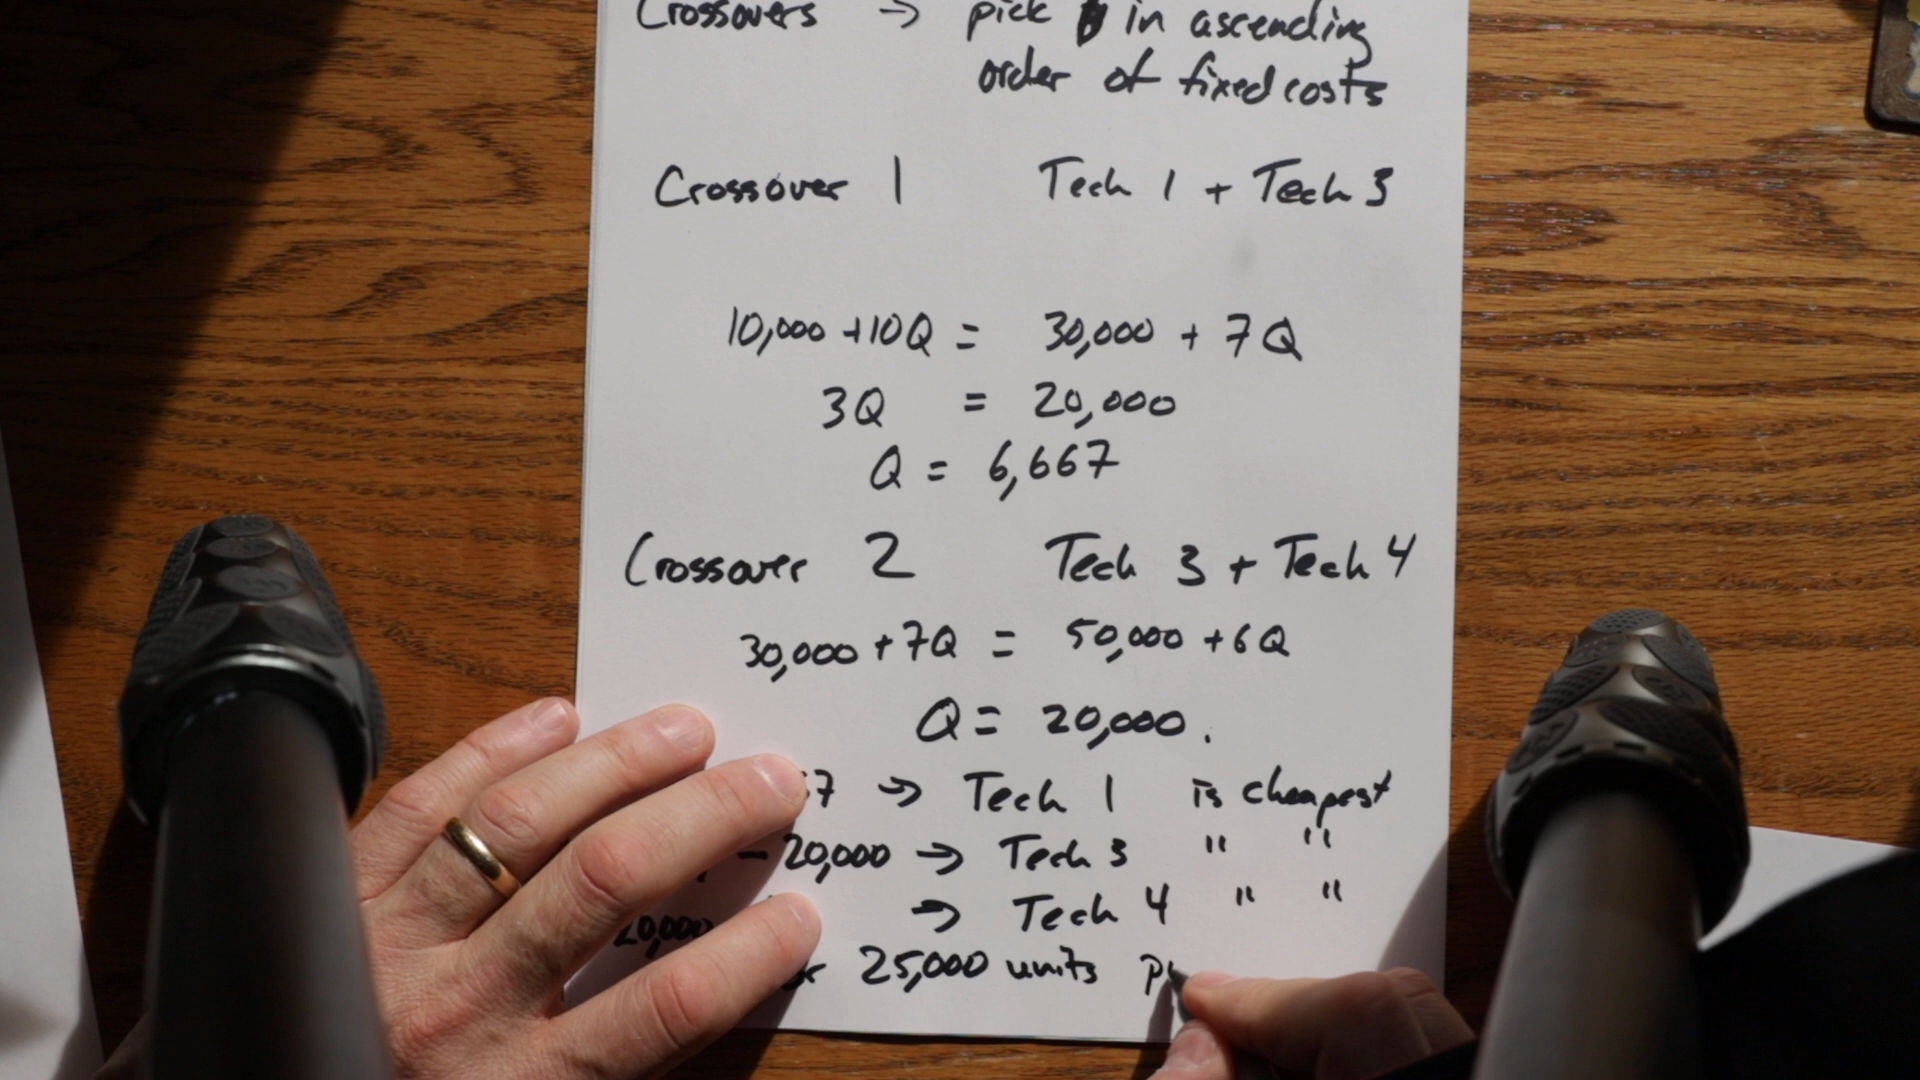 Crossovers → pick in ascending
order of fixed costs
Crossover 1 Tech 1 + Tech 3
10,000 + 10Q = 30,000 + 7Q
3Q = 20,000
Q = 6,667
Crossover 2 Tech 3 + Tech 4
30,000 + 7Q = 50,000 + 6Q
Q = 20,000.
→ Tech 1 is cheapest
- 20,000 → Tech 3 " "
20,000 → Tech 4 " "
25,000 units